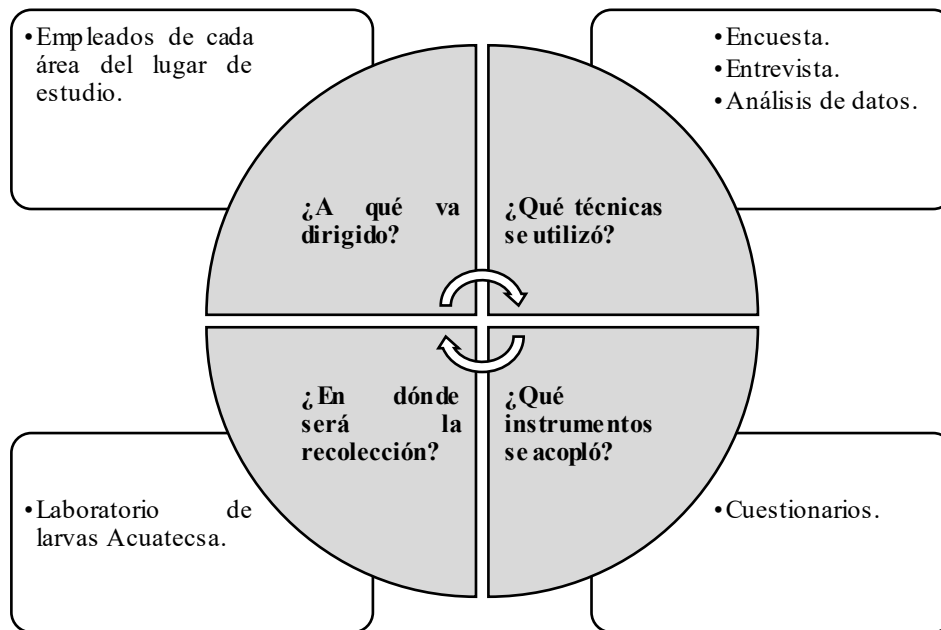 •Empleados de cada
área del lugar de
estudio.
•Encuesta.
•Entrevista.
•Análisis de datos.
¿A qué va
dirigido?
¿Qué técnicas
se utilizó?
¿En dónde
será la
recolección?
¿Qué
instrumentos
se acopló?
•Laboratorio de
larvas Acuatecsa.
•Cuestionarios.